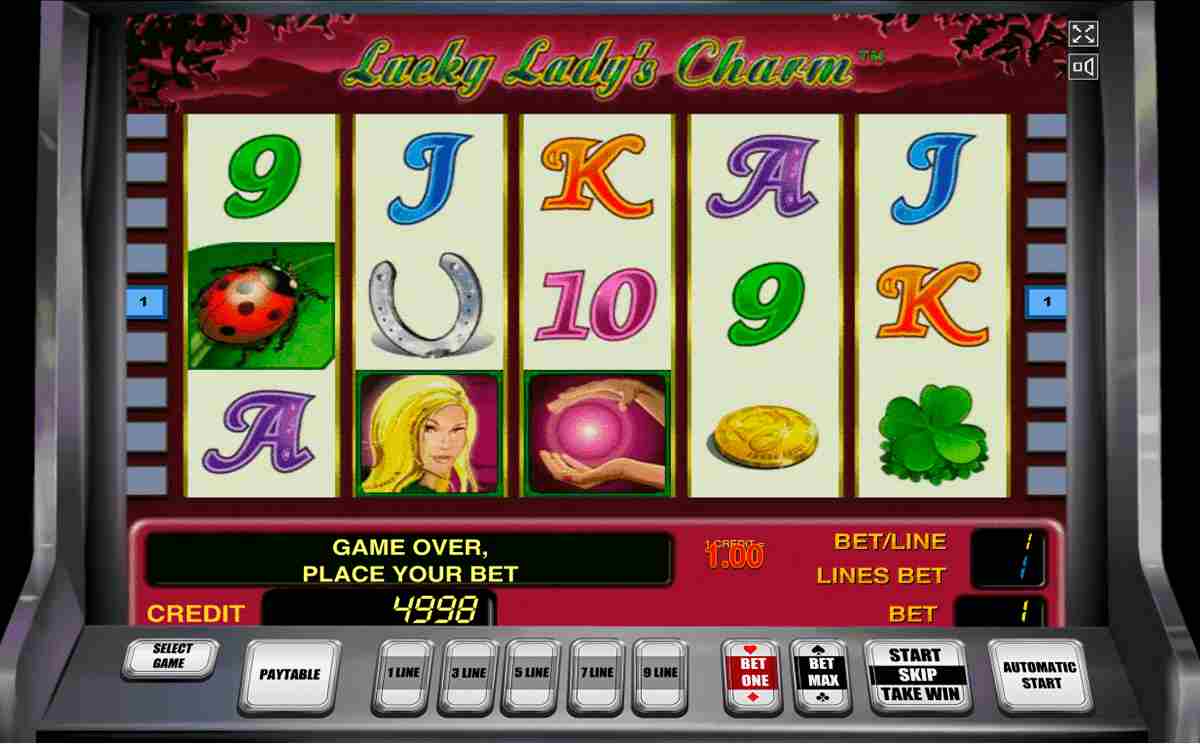 Lucky Lady's Charm™
9 J K A J
1 10 9 K 1
A
GAME OVER,
PLACE YOUR BET
1 CREDIT =
1.00
BET/LINE 1
LINES BET 1
CREDIT 4998
BET 1
SELECT
GAME
PAYTABLE
1 LINE
3 LINE
5 LINE
7 LINE
9 LINE
BET
ONE
BET
MAX
START
SKIP
TAKE WIN
AUTOMATIC
START